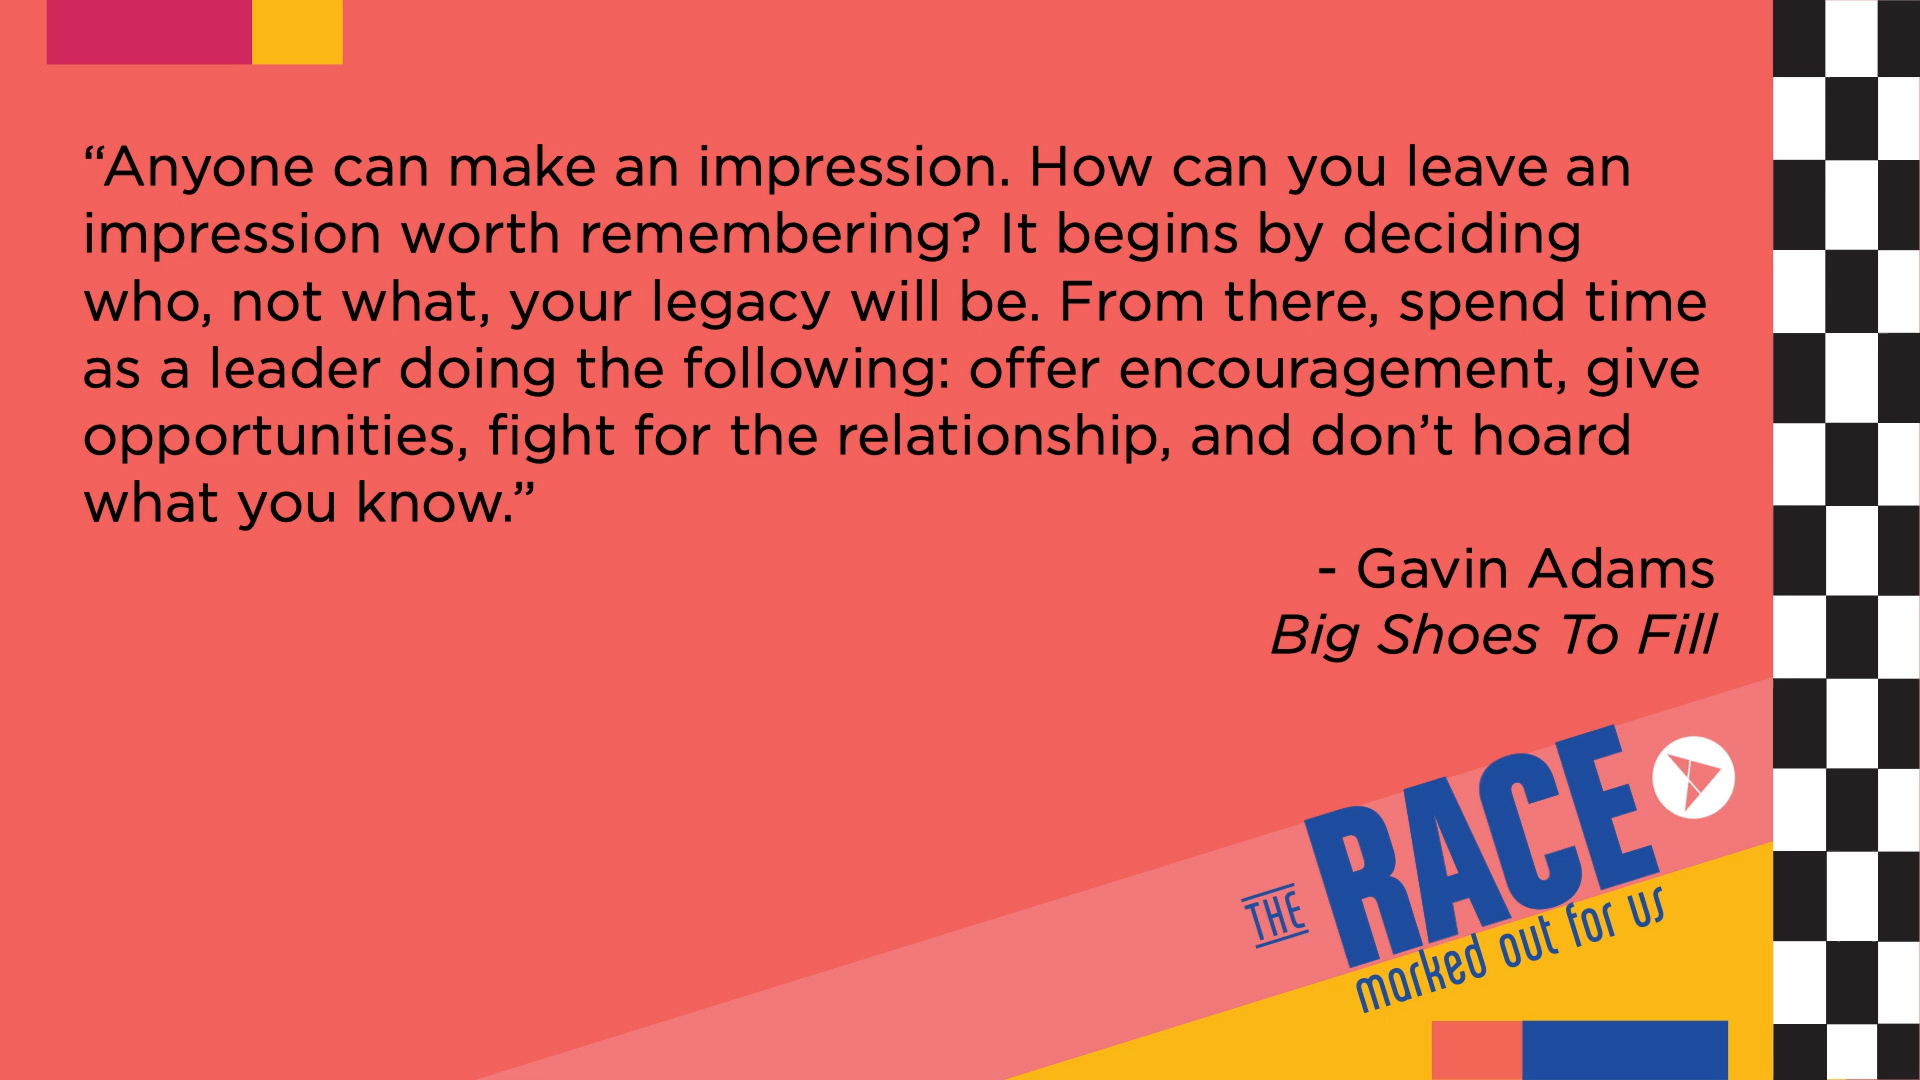 “Anyone can make an impression. How can you leave an
impression worth remembering? It begins by deciding
who, not what, your legacy will be. From there, spend time
as a leader doing the following: offer encouragement, give
opportunities, fight for the relationship, and don’t hoard
what you know.”
- Gavin Adams
Big Shoes To Fill
THE
RACE
marked out for us